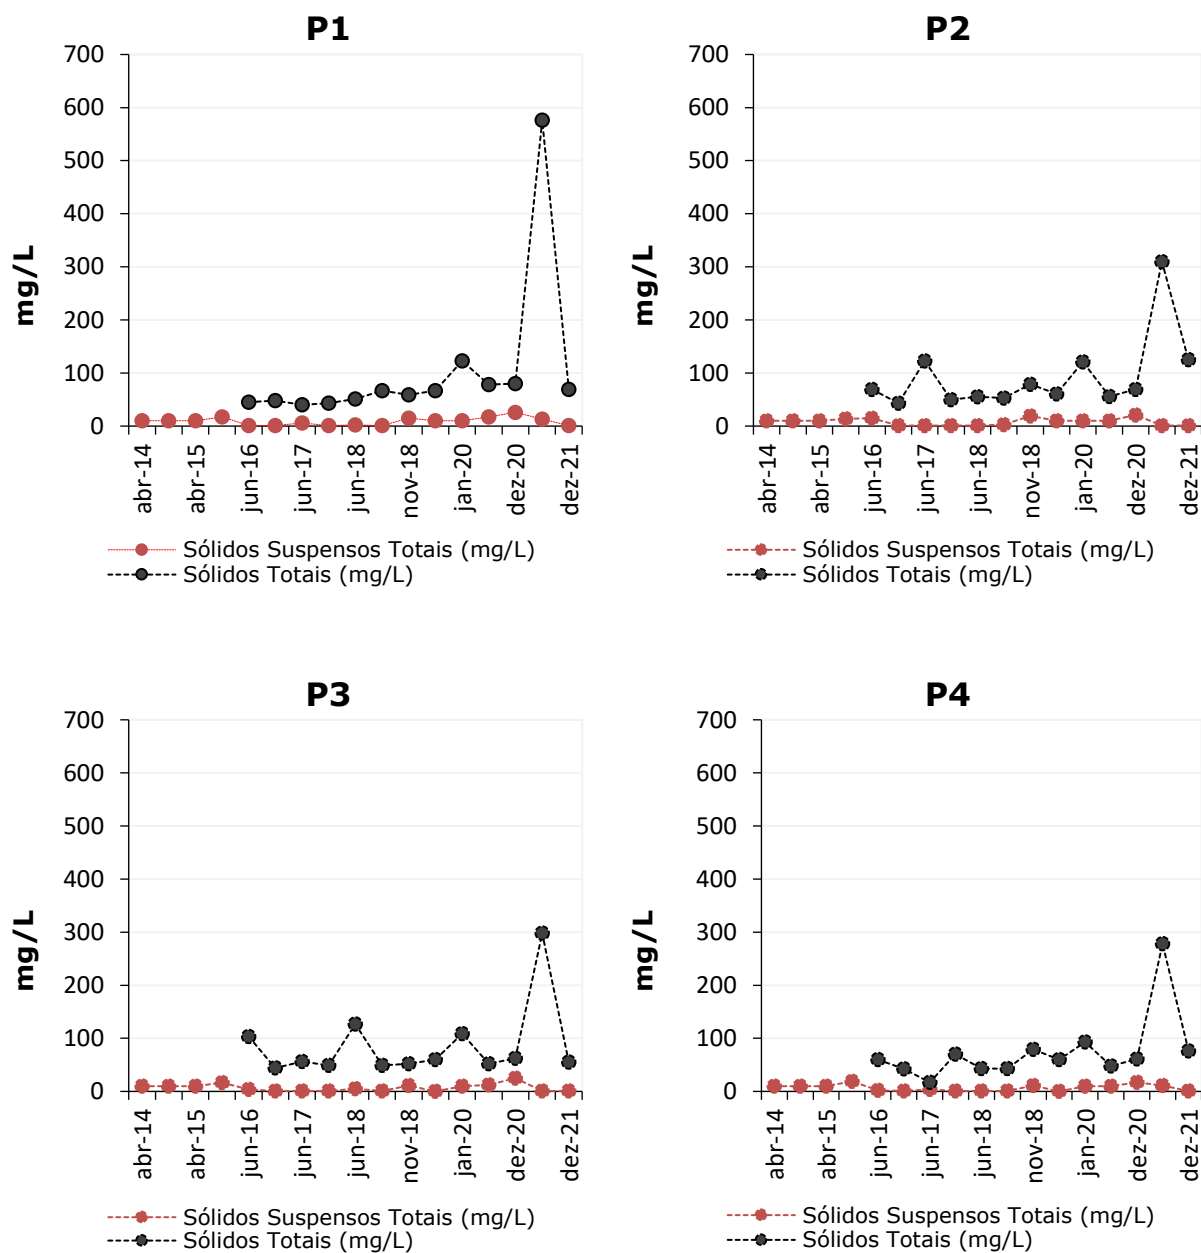 P1
700
600
500
400
300
200
100
0
mg/L
abr-14
abr-15
jun-16
jun-17
jun-18
nov-18
jan-20
dez-20
dez-21
Sólidos Suspensos Totais (mg/L)
Sólidos Totais (mg/L)
P2
700
600
500
400
300
200
100
0
mg/L
abr-14
abr-15
jun-16
jun-17
jun-18
nov-18
jan-20
dez-20
dez-21
Sólidos Suspensos Totais (mg/L)
Sólidos Totais (mg/L)
P3
700
600
500
400
300
200
100
0
mg/L
abr-14
abr-15
jun-16
jun-17
jun-18
nov-18
jan-20
dez-20
dez-21
Sólidos Suspensos Totais (mg/L)
Sólidos Totais (mg/L)
P4
700
600
500
400
300
200
100
0
mg/L
abr-14
abr-15
jun-16
jun-17
jun-18
nov-18
jan-20
dez-20
dez-21
Sólidos Suspensos Totais (mg/L)
Sólidos Totais (mg/L)